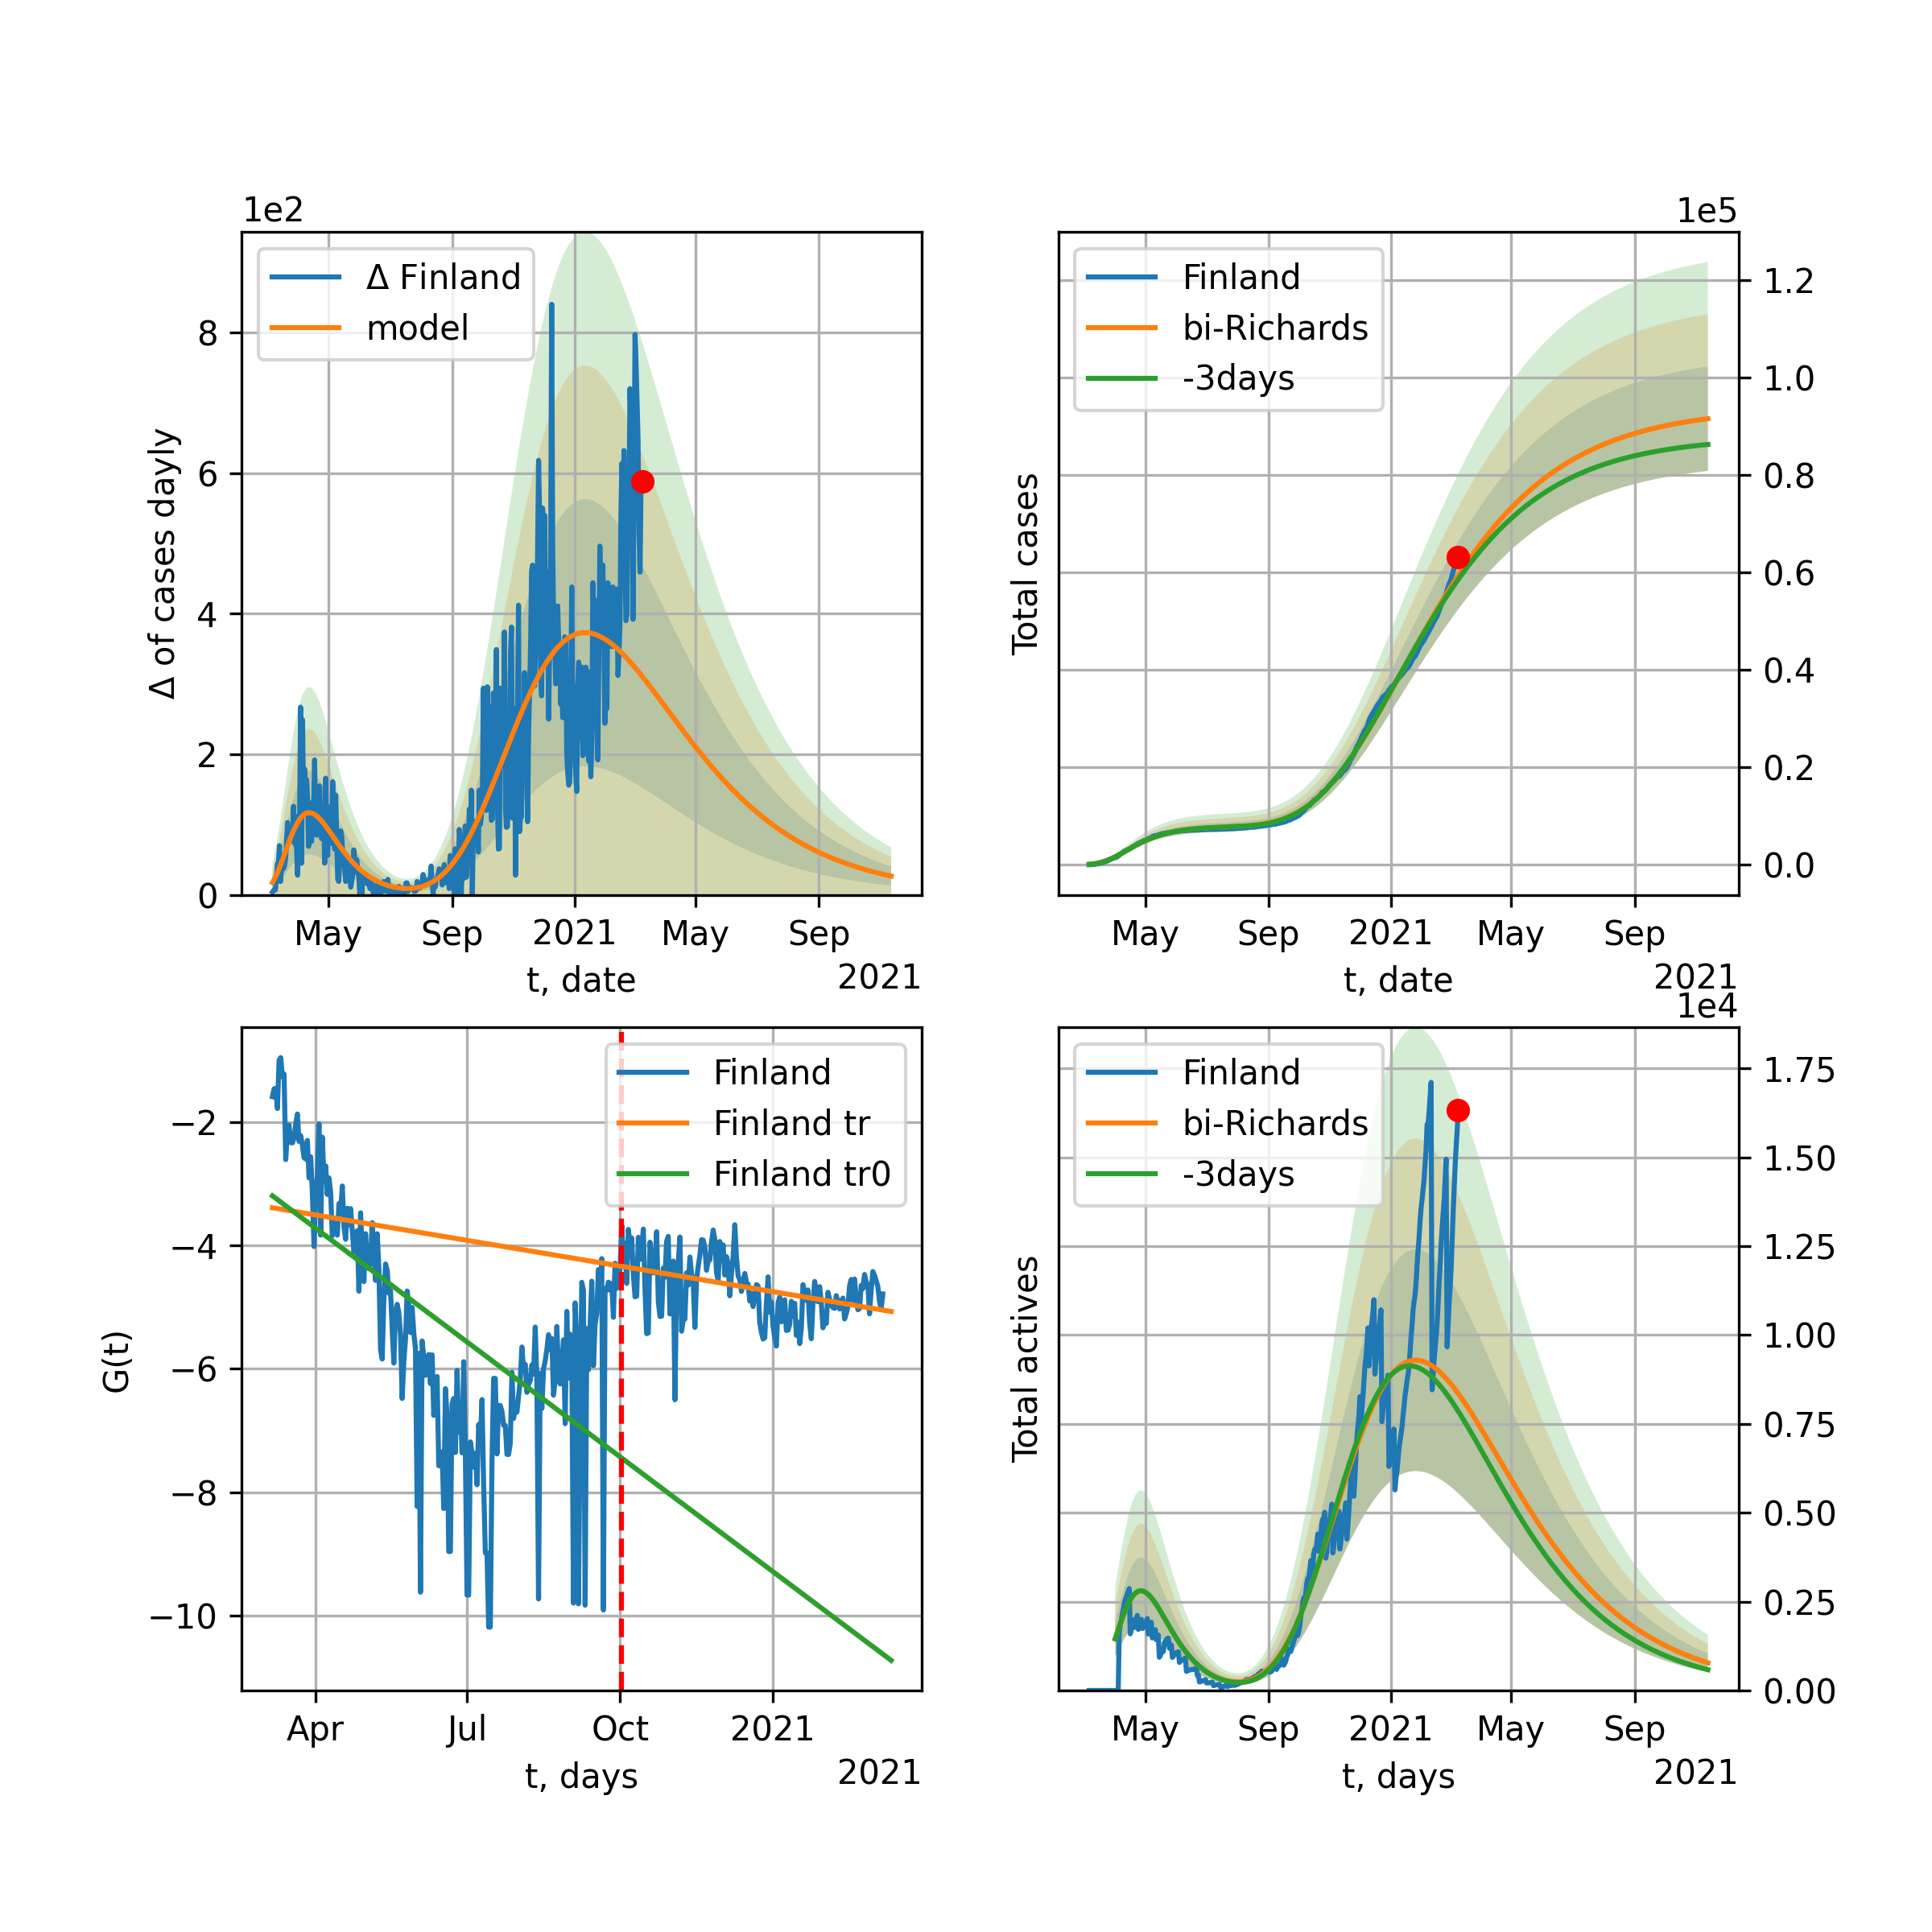 1e2
Δ Finland
model
8
6
4
2
0
Δ of cases dayly
May Sep 2021 May Sep
t, date
2021
1e5
Finland
bi-Richards
-3days
1.2
1.0
0.8
0.6
0.4
0.2
0.0
Total cases
May Sep 2021 May Sep
t, date
2021
Finland
Finland tr
Finland tr0
−2
−4
−6
−8
−10
G(t)
Apr Jul Oct 2021
t, days
2021
1e4
Finland
bi-Richards
-3days
1.75
1.50
1.25
1.00
0.75
0.50
0.25
0.00
Total actives
May Sep 2021 May Sep
t, days
2021